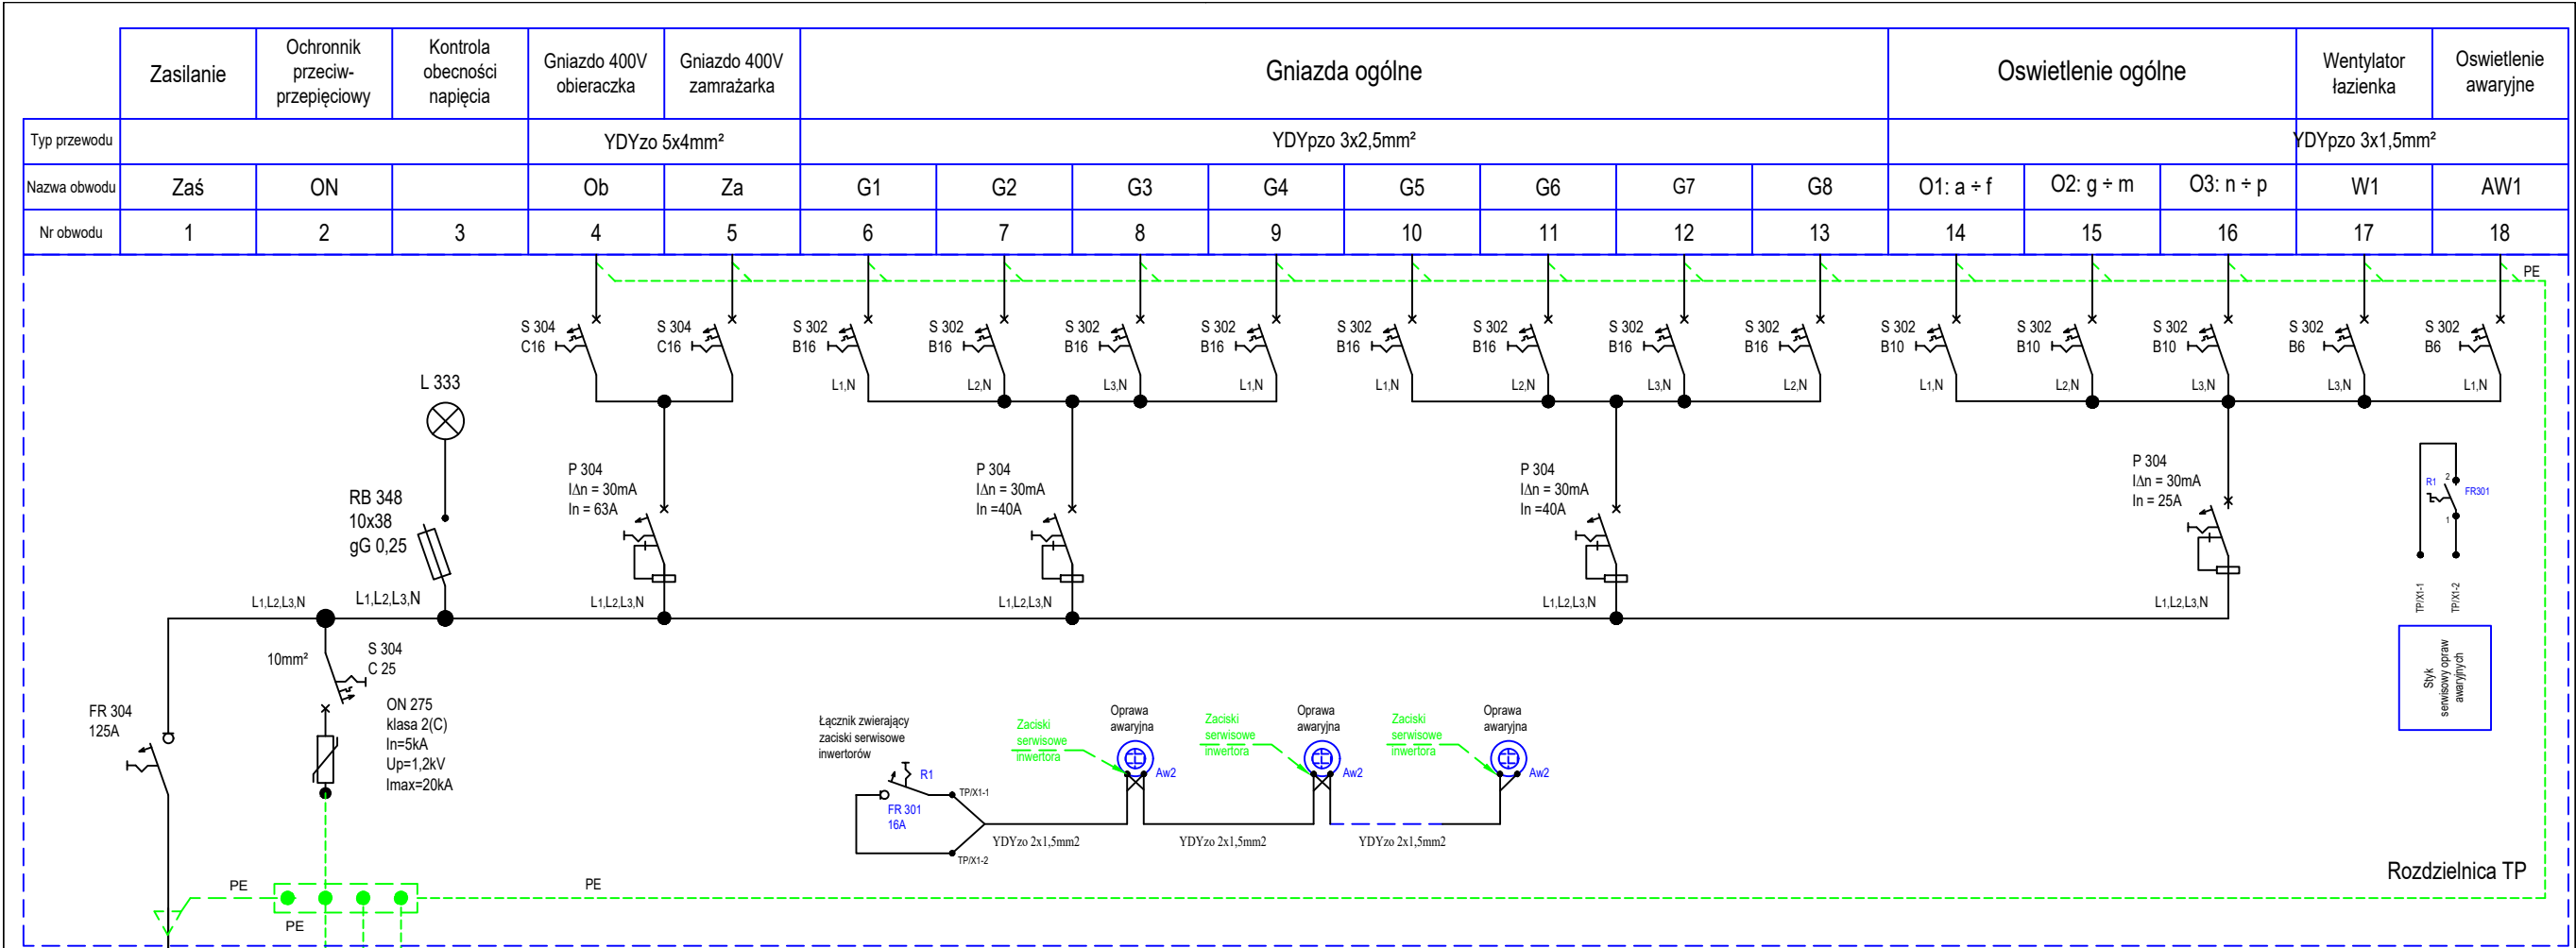 Zasilanie
Ochronnik
przeciw-
przepięciowy
Kontrola
obecności
napięcia
Gniazdo 400V
obieraczka
Gniazdo 400V
zamrażarka
Gniazda ogólne
Oswietlenie ogólne
Wentylator
łazienka
Oswietlenie
awaryjne
Typ przewodu
YDYzo 5x4mm²
YDYpzo 3x2,5mm²
YDYpzo 3x1,5mm²
Nazwa obwodu
Zaś
ON
Ob
Za
G1
G2
G3
G4
G5
G6
G7
G8
O1: a ÷ f
O2: g ÷ m
O3: n ÷ p
W1
AW1
Nr obwodu
1
2
3
4
5
6
7
8
9
10
11
12
13
14
15
16
17
18
PE
S 304
C16
S 304
C16
S 302
B16
S 302
B16
S 302
B16
S 302
B16
S 302
B16
S 302
B16
S 302
B16
S 302
B16
S 302
B10
S 302
B10
S 302
B10
S 302
B6
S 302
B6
L1,N
L2,N
L3,N
L1,N
L1,N
L2,N
L3,N
L2,N
L1,N
L2,N
L3,N
L3,N
L1,N
L 333
RB 348
10x38
gG 0,25
P 304
I∆n = 30mA
In = 63A
P 304
I∆n = 30mA
In =40A
P 304
I∆n = 30mA
In =40A
P 304
I∆n = 30mA
In = 25A
R1
2
FR301
1
TP/X1-1
TP/X1-2
L1,L2,L3,N
L1,L2,L3,N
L1,L2,L3,N
L1,L2,L3,N
L1,L2,L3,N
L1,L2,L3,N
Styk
serwisowy opraw
awaryjnych
10mm²
S 304
C 25
FR 304
125A
ON 275
klasa 2(C)
In=5kA
Up=1,2kV
Imax=20kA
Łącznik zwierający
zaciski serwisowe
inwertorów
R1
FR 301
16A
TP/X1-1
TP/X1-2
Zaciski
serwisowe
inwertora
Oprawa
awaryjna
Aw2
Zaciski
serwisowe
inwertora
Oprawa
awaryjna
Aw2
Zaciski
serwisowe
inwertora
Oprawa
awaryjna
Aw2
YDYzo 2x1,5mm2
YDYzo 2x1,5mm2
YDYzo 2x1,5mm2
Rozdzielnica TP
PE
PE
PE